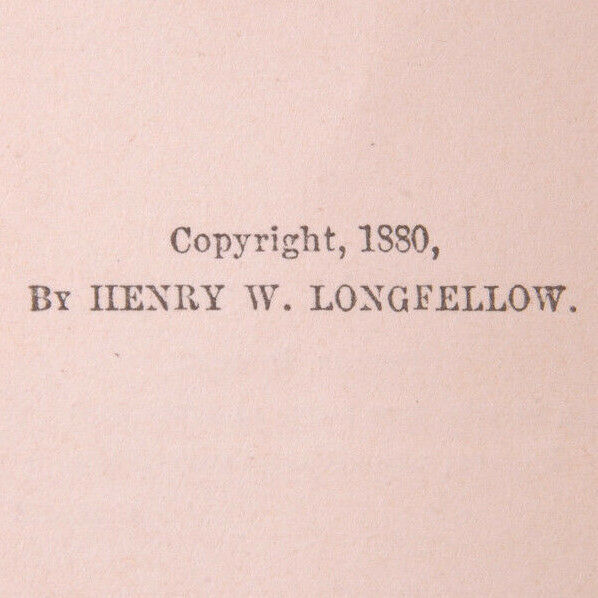 Copyright, 1880,
By HENRY W. LONGFELLOW.